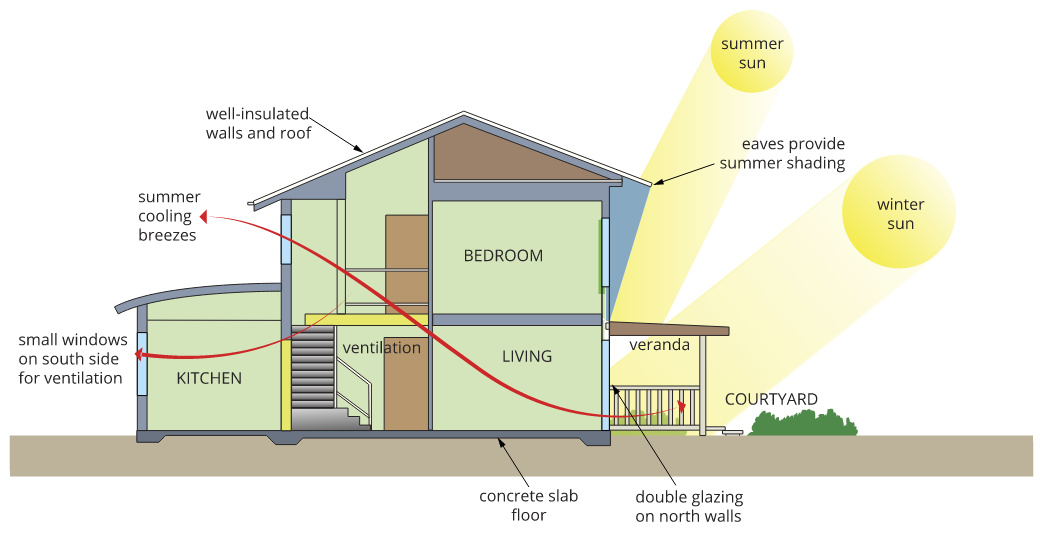 summer
sun
well-insulated
walls and roof
eaves provide
summer shading
summer
cooling
breezes
winter
sun
BEDROOM
small windows
on south side
for ventilation
ventilation
veranda
LIVING
KITCHEN
COURTYARD
concrete slab
floor
double glazing
on north walls